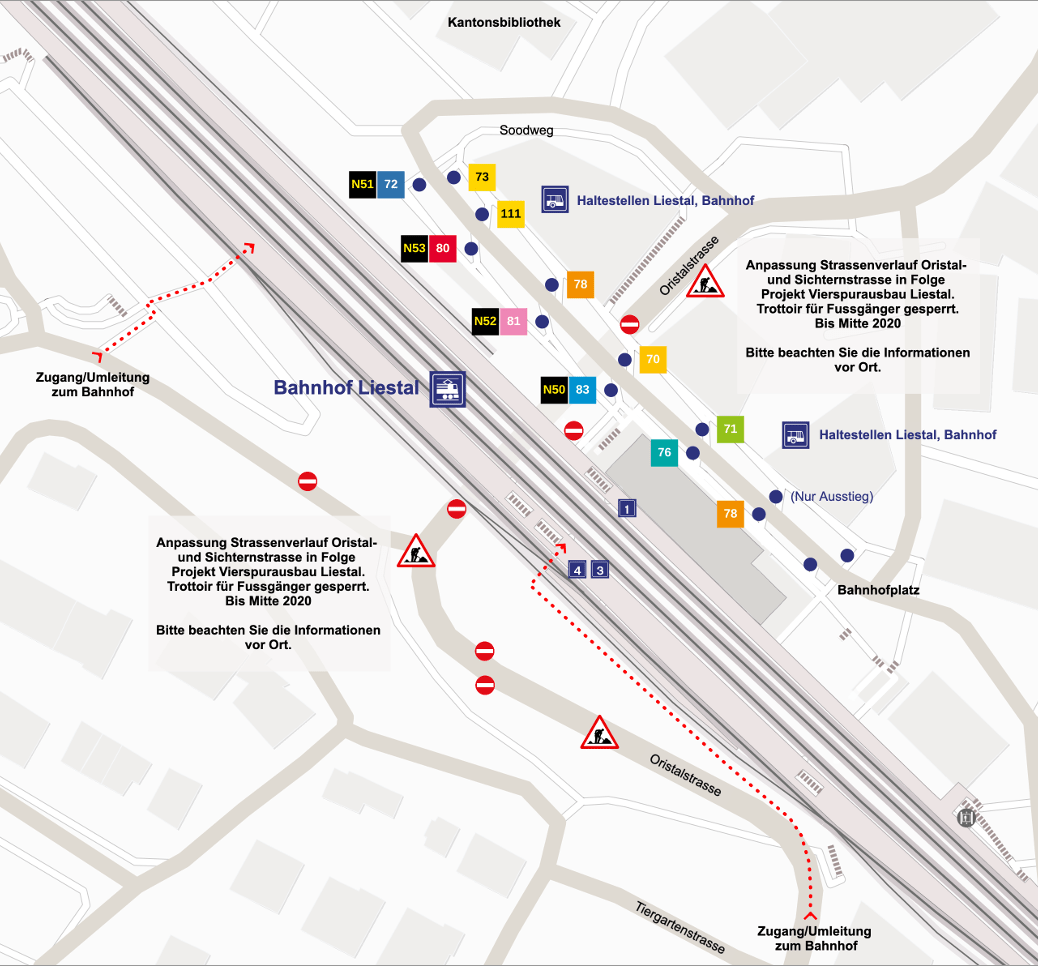 Kantonsbibliothek
Soodweg
73
N51 72
Haltestellen Liestal, Bahnhof
111
N53 80
Oristalstrasse
Anpassung Strassenverlauf Oristal-
und Sichternstrasse in Folge
Projekt Vierspurausbau Liestal.
Trottoir für Fussgänger gesperrt.
Bis Mitte 2020
Bitte beachten Sie die Informationen
vor Ort.
78
N52 81
70
Zugang/Umleitung
zum Bahnhof
Bahnhof Liestal
N50 83
71
Haltestellen Liestal, Bahnhof
76
(Nur Ausstieg)
1
78
Anpassung Strassenverlauf Oristal-
und Sichternstrasse in Folge
Projekt Vierspurausbau Liestal.
Trottoir für Fussgänger gesperrt.
Bis Mitte 2020
Bitte beachten Sie die Informationen
vor Ort.
4 3
Bahnhofplatz
Oristalstrasse
Tiergartenstrasse
Zugang/Umleitung
zum Bahnhof